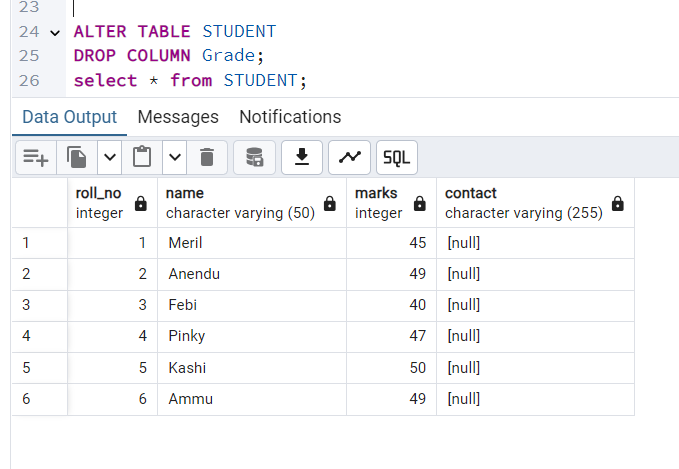 23
24 ALTER TABLE STUDENT
25 DROP COLUMN Grade;
26 select * from STUDENT;
Data Output Messages Notifications
SQL
roll_no name marks contact
integer character varying (50) integer character varying (255)
1 1 Meril 45 [null]
2 2 Anendu 49 [null]
3 3 Febi 40 [null]
4 4 Pinky 47 [null]
5 5 Kashi 50 [null]
6 6 Ammu 49 [null]